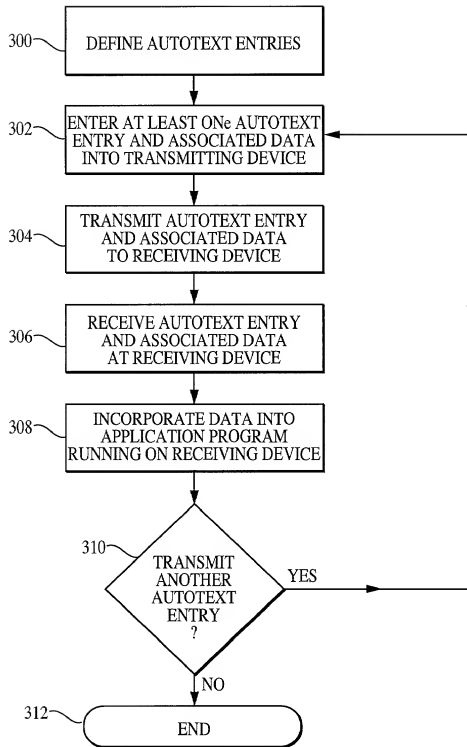 300
DEFINE AUTOTEXT ENTRIES
302
ENTER AT LEAST ONe AUTOTEXT
ENTRY AND ASSOCIATED DATA
INTO TRANSMITTING DEVICE
304
TRANSMIT AUTOTEXT ENTRY
AND ASSOCIATED DATA
TO RECEIVING DEVICE
306
RECEIVE AUTOTEXT ENTRY
AND ASSOCIATED DATA
AT RECEIVING DEVICE
308
INCORPORATE DATA INTO
APPLICATION PROGRAM
RUNNING ON RECEIVING DEVICE
310
TRANSMIT
ANOTHER
AUTOTEXT
ENTRY
?
YES
NO
312
END